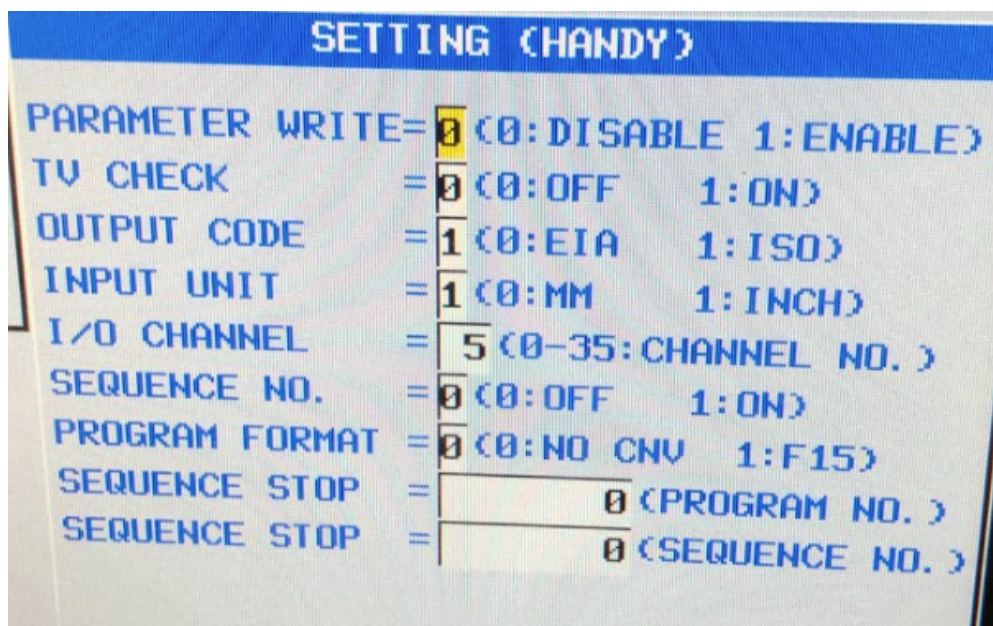 SETTING (HANDY)
PARAMETER WRITE=0(0:DISABLE 1:ENABLE)
TV CHECK =0(0:OFF 1:ON)
OUTPUT CODE =1(0:EIA 1:ISO)
INPUT UNIT =1(0:MM 1:INCH)
I/O CHANNEL = 5(0-35:CHANNEL NO.)
SEQUENCE NO. =0(0:OFF 1:ON)
PROGRAM FORMAT =0(0:NO CNV 1:F15)
SEQUENCE STOP = 0(PROGRAM NO.)
SEQUENCE STOP = 0(SEQUENCE NO.)